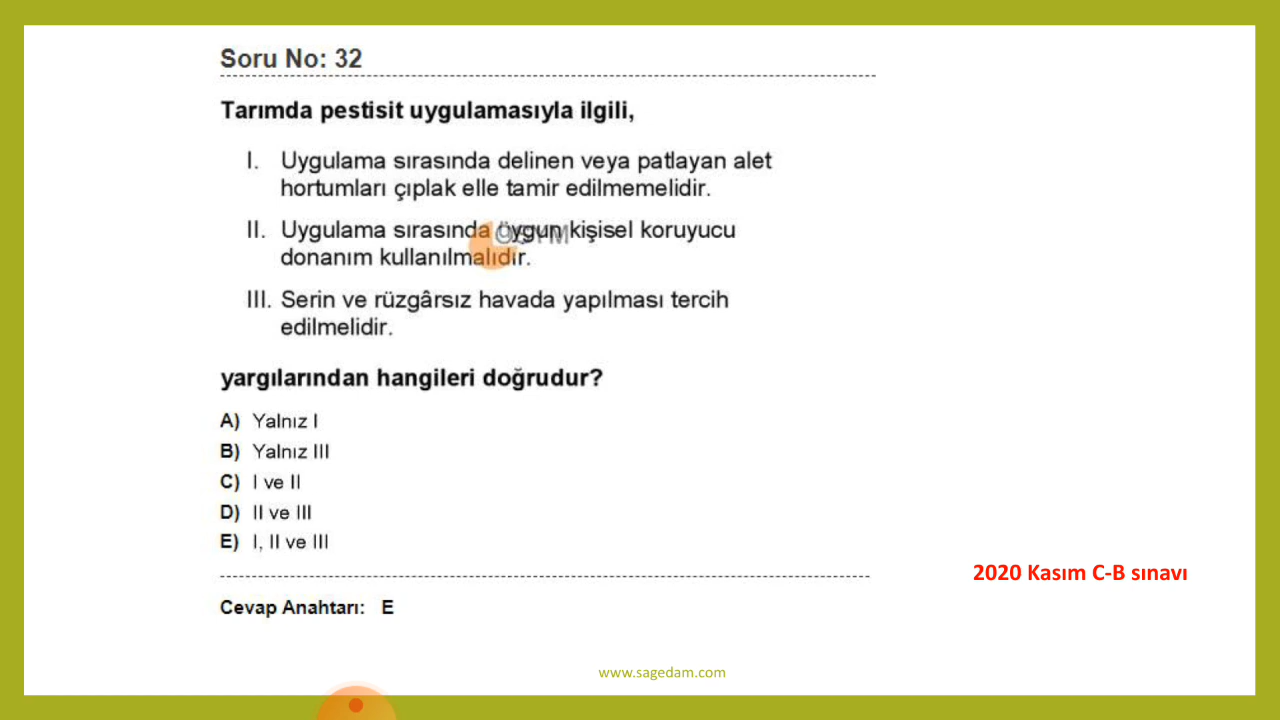 Soru No: 32
Tarımda pestisit uygulamasıyla ilgili,
I. Uygulama sırasında delinen veya patlayan alet
hortumları çıplak elle tamir edilmemelidir.
II. Uygulama sırasında uygun kişisel koruyucu
donanım kullanılmalıdır.
ÖSYM
III. Serin ve rüzgârsız havada yapılması tercih
edilmelidir.
yargılarından hangileri doğrudur?
A) Yalnız I
B) Yalnız III
C) I ve II
D) II ve III
E) I, II ve III
2020 Kasım C-B sınavı
Cevap Anahtarı: E
www.sagedam.com